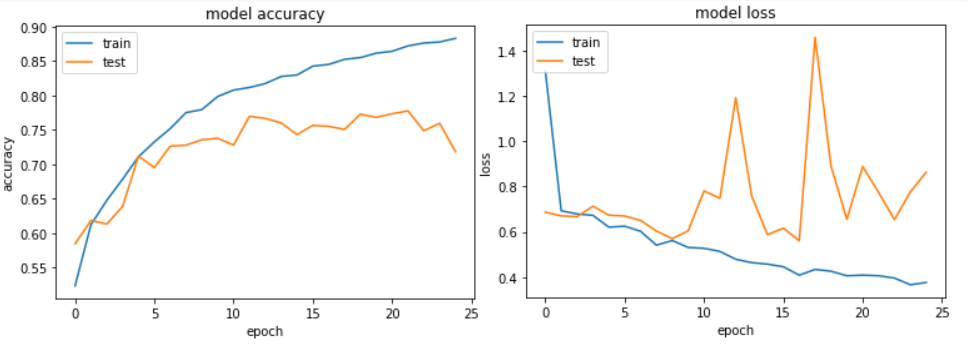 model accuracy
train
test
0.90
0.85
0.80
0.75
0.70
0.65
0.60
0.55
accuracy
0 5 10 15 20 25
epoch
model loss
train
test
1.4
1.2
1.0
0.8
0.6
0.4
loss
0 5 10 15 20 25
epoch